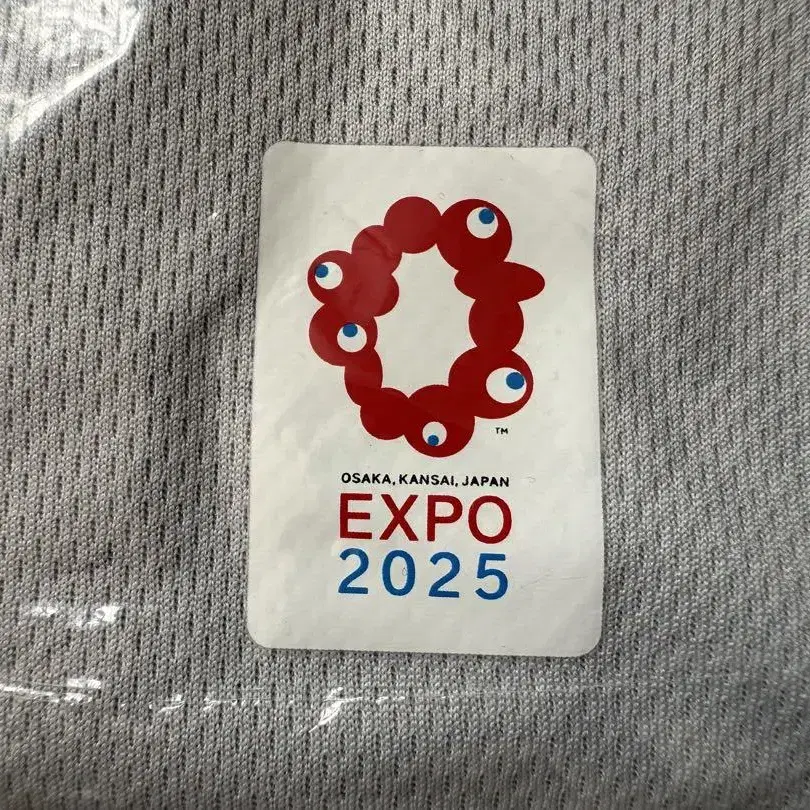 TM
OSAKA, KANSAI, JAPAN
EXPO
2025